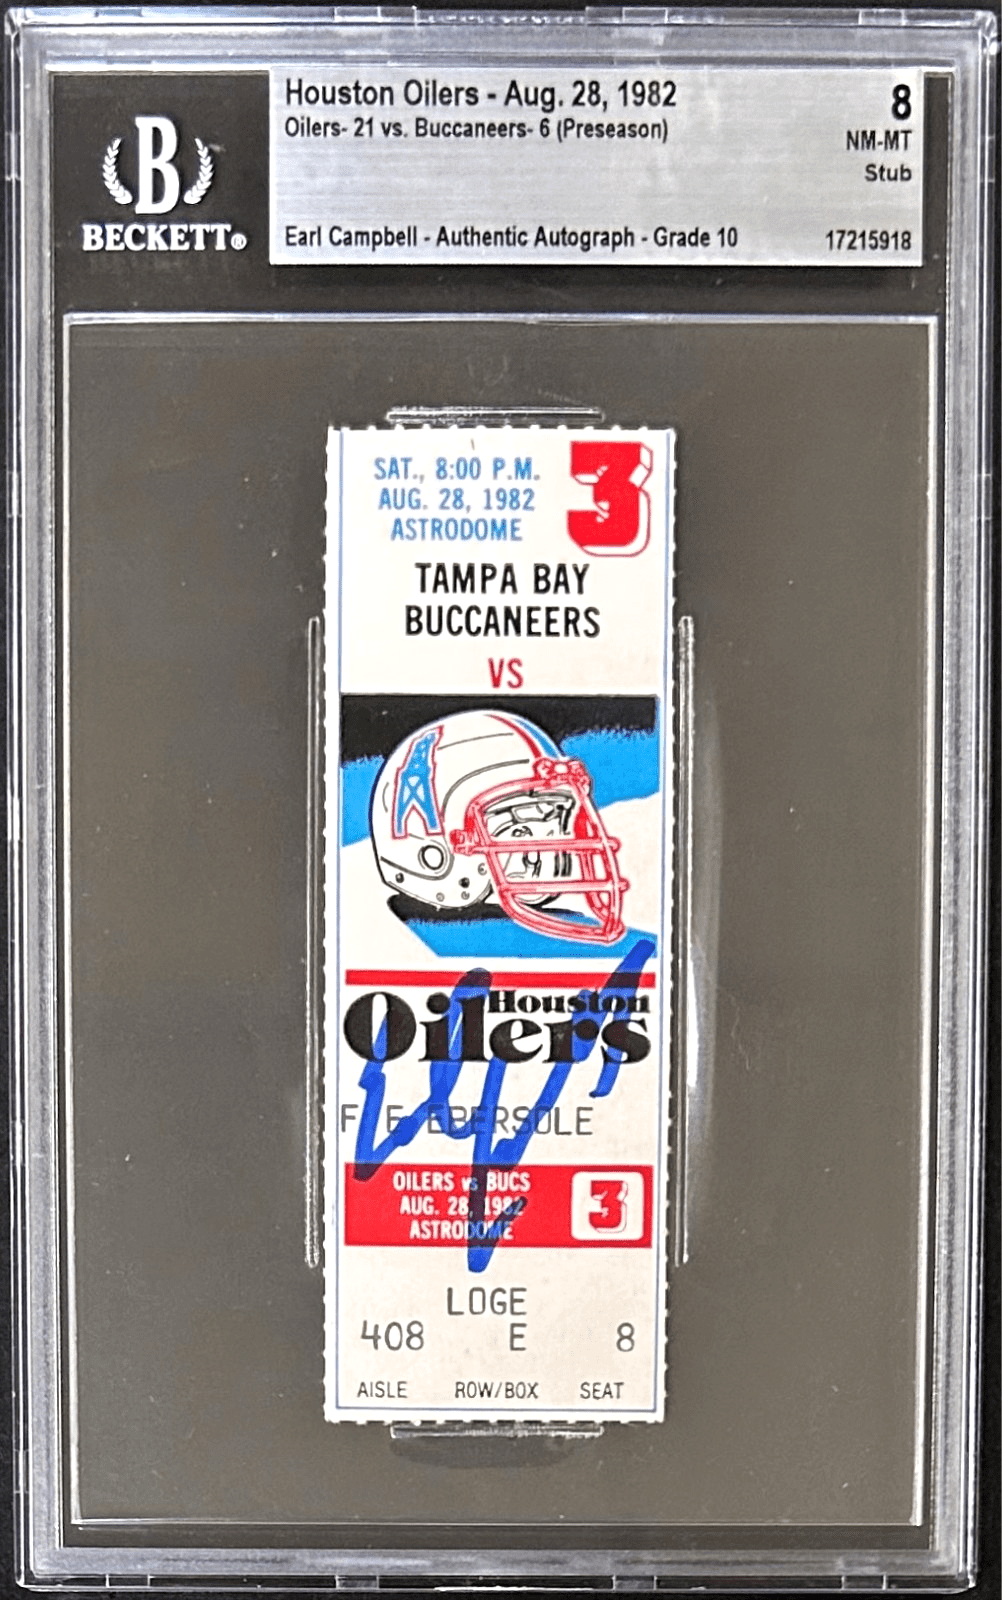 Houston Oilers - Aug. 28, 1982
8
Oilers- 21 vs. Buccaneers- 6 (Preseason)
NM-MT
Stub
B
BECKETT®
Earl Campbell - Authentic Autograph - Grade 10
17215918
SAT., 8:00 P.M.
AUG. 28, 1982
ASTRODOME
3
TAMPA BAY
BUCCANEERS
VS
Houston
Oilers
F E EBERSOLE
OILERS vs BUCS
AUG. 28, 1982
ASTRODOME
3
LOGE
408 E 8
AISLE ROW/BOX SEAT